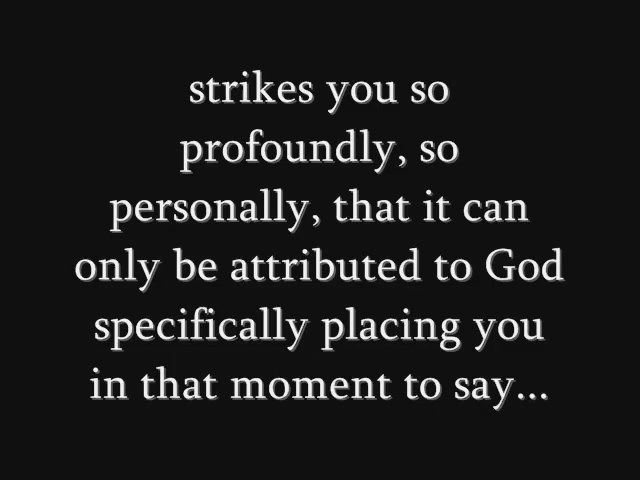 strikes you so
profoundly, so
personally, that it can
only be attributed to God
specifically placing you
in that moment to say...